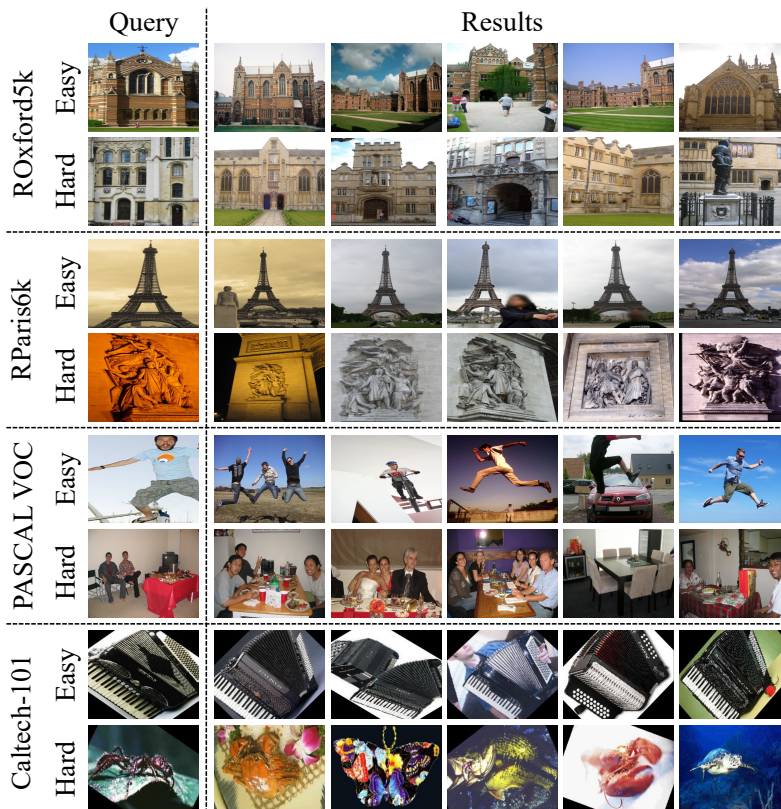 Query Results
ROxford5k
Easy
Hard
RParis6k
Easy
Hard
PASCAL VOC
Easy
Hard
Caltech-101
Easy
Hard